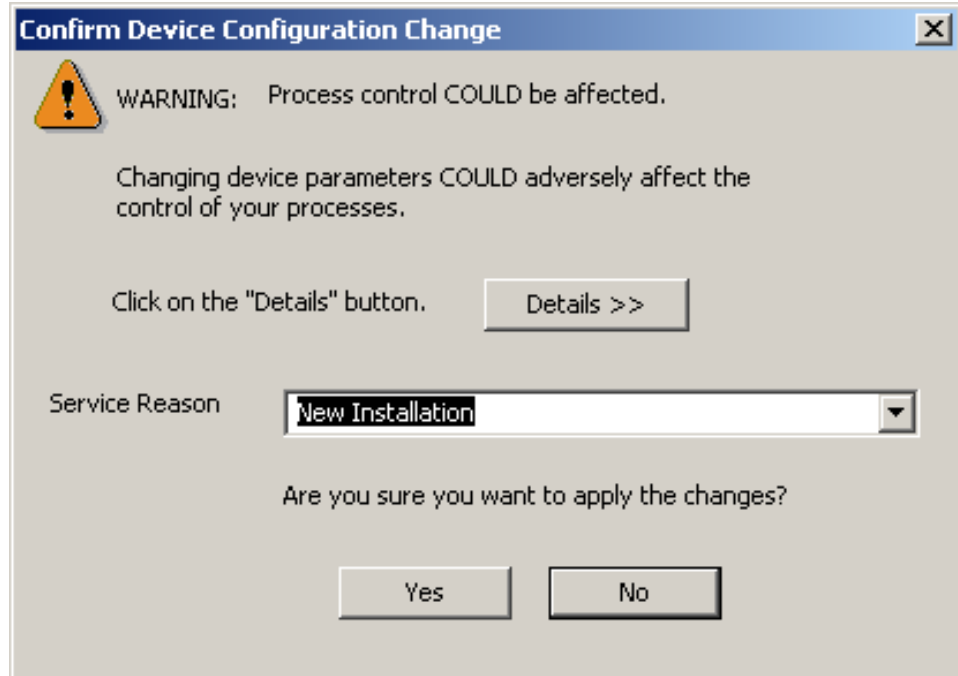 Confirm Device Configuration Change
WARNING: Process control COULD be affected.
Changing device parameters COULD adversely affect the
control of your processes.
Click on the "Details" button. Details >>
Service Reason New Installation
Are you sure you want to apply the changes?
Yes No